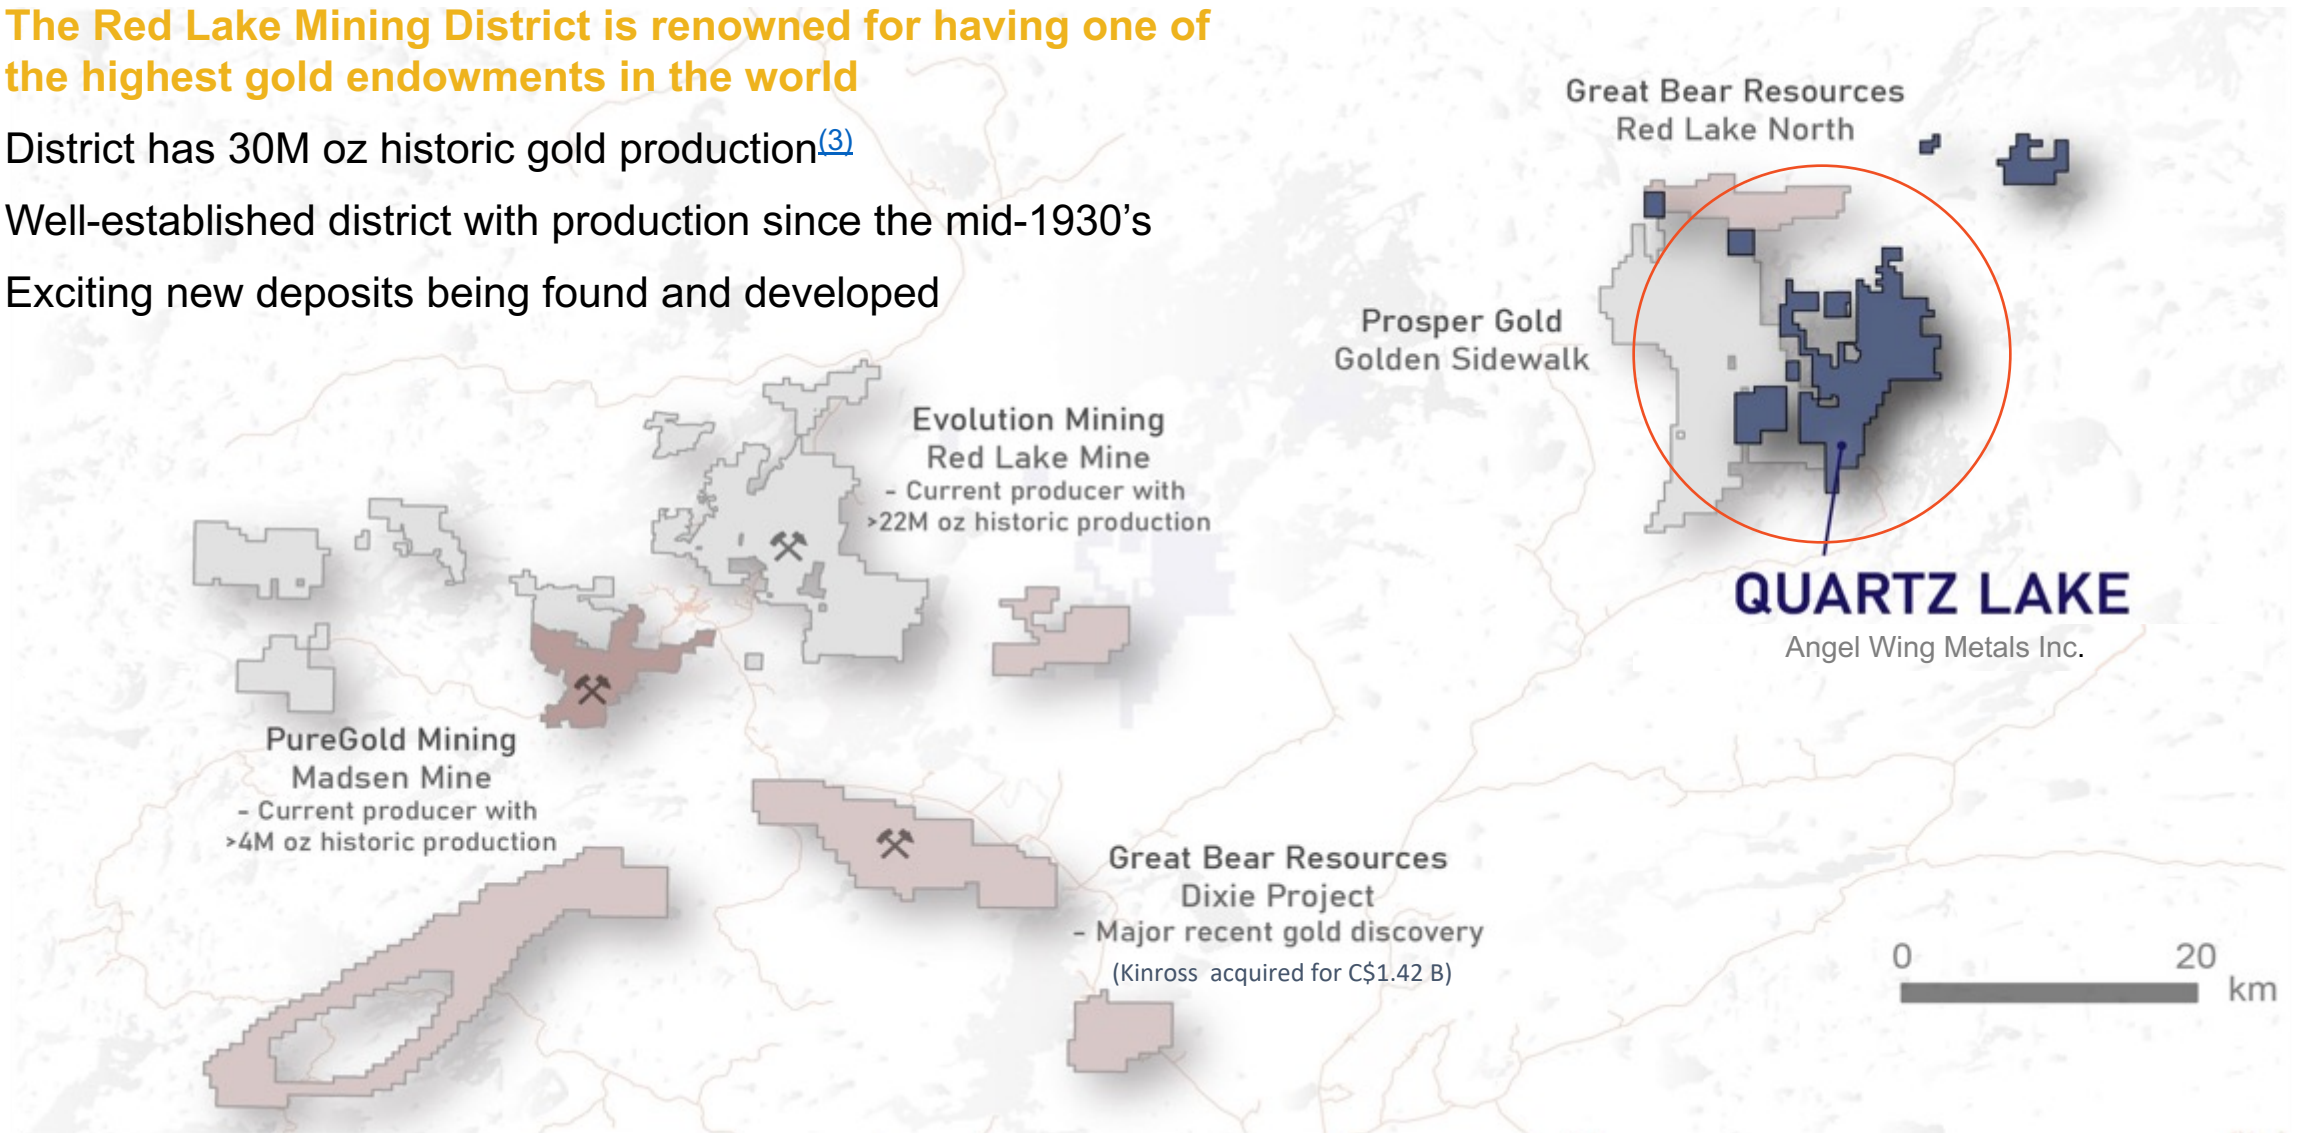 The Red Lake Mining District is renowned for having one of
the highest gold endowments in the world
District has 30M oz historic gold production(3)
Well-established district with production since the mid-1930’s
Exciting new deposits being found and developed
Great Bear Resources
Red Lake North
Prosper Gold
Golden Sidewalk
Evolution Mining
Red Lake Mine
- Current producer with
>22M oz historic production
QUARTZ LAKE
Angel Wing Metals Inc.
PureGold Mining
Madsen Mine
- Current producer with
>4M oz historic production
Great Bear Resources
Dixie Project
- Major recent gold discovery
(Kinross acquired for C$1.42 B)
0 20
km